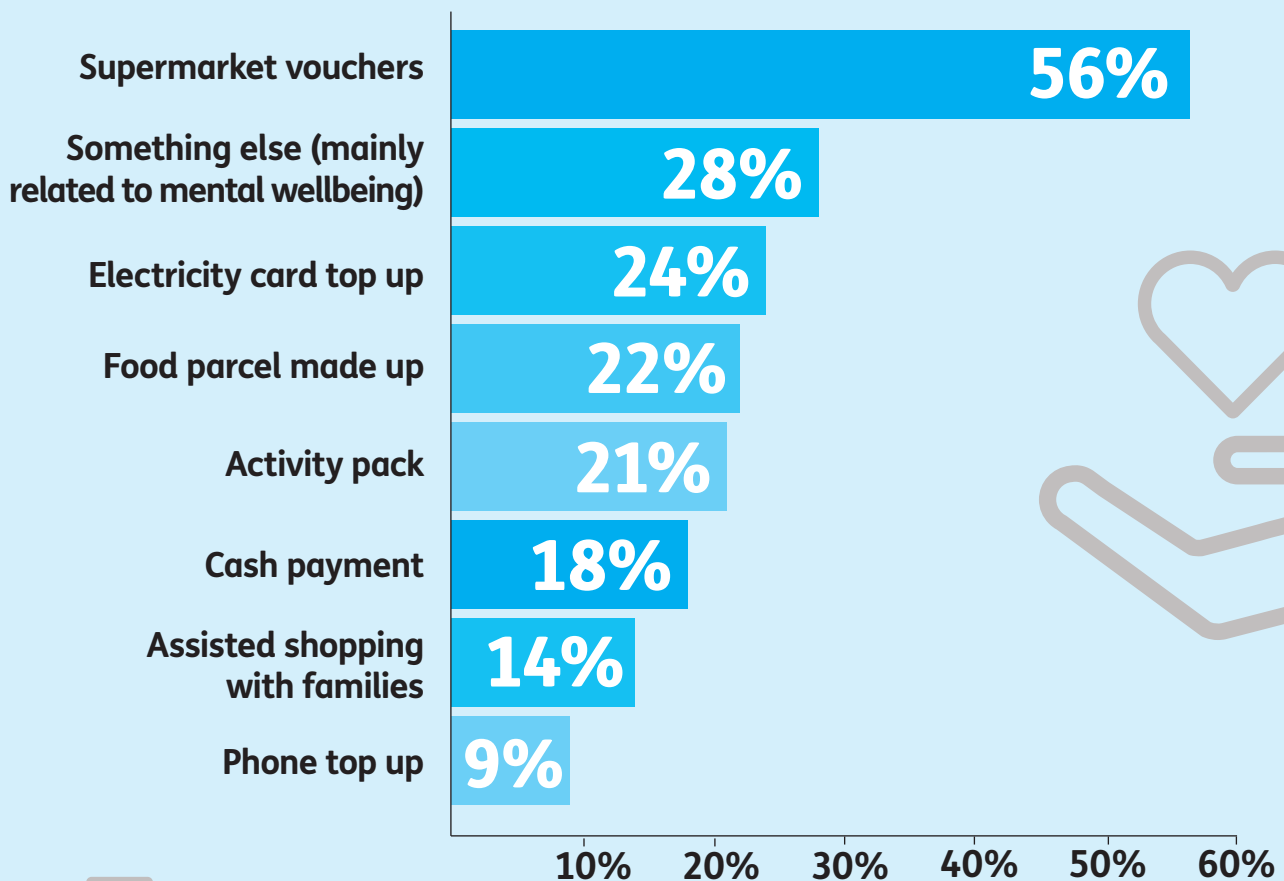 Supermarket vouchers
56%
Something else (mainly
related to mental wellbeing)
28%
Electricity card top up
24%
Food parcel made up
22%
Activity pack
21%
Cash payment
18%
Assisted shopping
with families
14%
Phone top up
9%
10% 20% 30% 40% 50% 60%